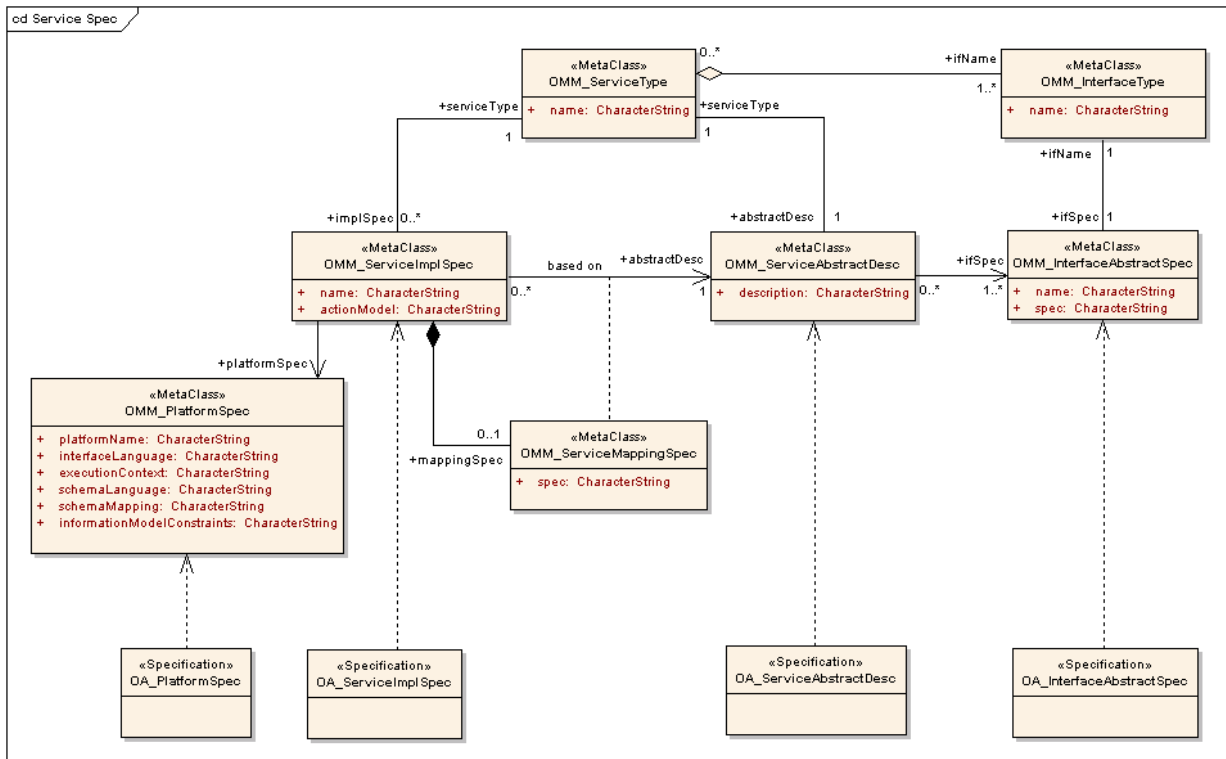 cd Service Spec
0..*
+ifName
1..*
«MetaClass»
OMM_ServiceType
+ name: CharacterString
«MetaClass»
OMM_InterfaceType
+ name: CharacterString
+serviceType
1
+serviceType
1
+ifName
1
+implSpec
0..*
+abstractDesc
1
+ifSpec
1
«MetaClass»
OMM_ServiceImplSpec
+ name: CharacterString
+ actionModel: CharacterString
based on
0..*
+abstractDesc
1
«MetaClass»
OMM_ServiceAbstractDesc
+ description: CharacterString
+ifSpec
0..*
1..*
«MetaClass»
OMM_InterfaceAbstractSpec
+ name: CharacterString
+ spec: CharacterString
+platformSpec
«MetaClass»
OMM_PlatformSpec
+ platformName: CharacterString
+ interfaceLanguage: CharacterString
+ executionContext: CharacterString
+ schemaLanguage: CharacterString
+ schemaMapping: CharacterString
+ informationModelConstraints: CharacterString
0..1
+mappingSpec
«MetaClass»
OMM_ServiceMappingSpec
+ spec: CharacterString
«Specification»
OA_PlatformSpec
«Specification»
OA_ServiceImplSpec
«Specification»
OA_ServiceAbstractDesc
«Specification»
OA_InterfaceAbstractSpec